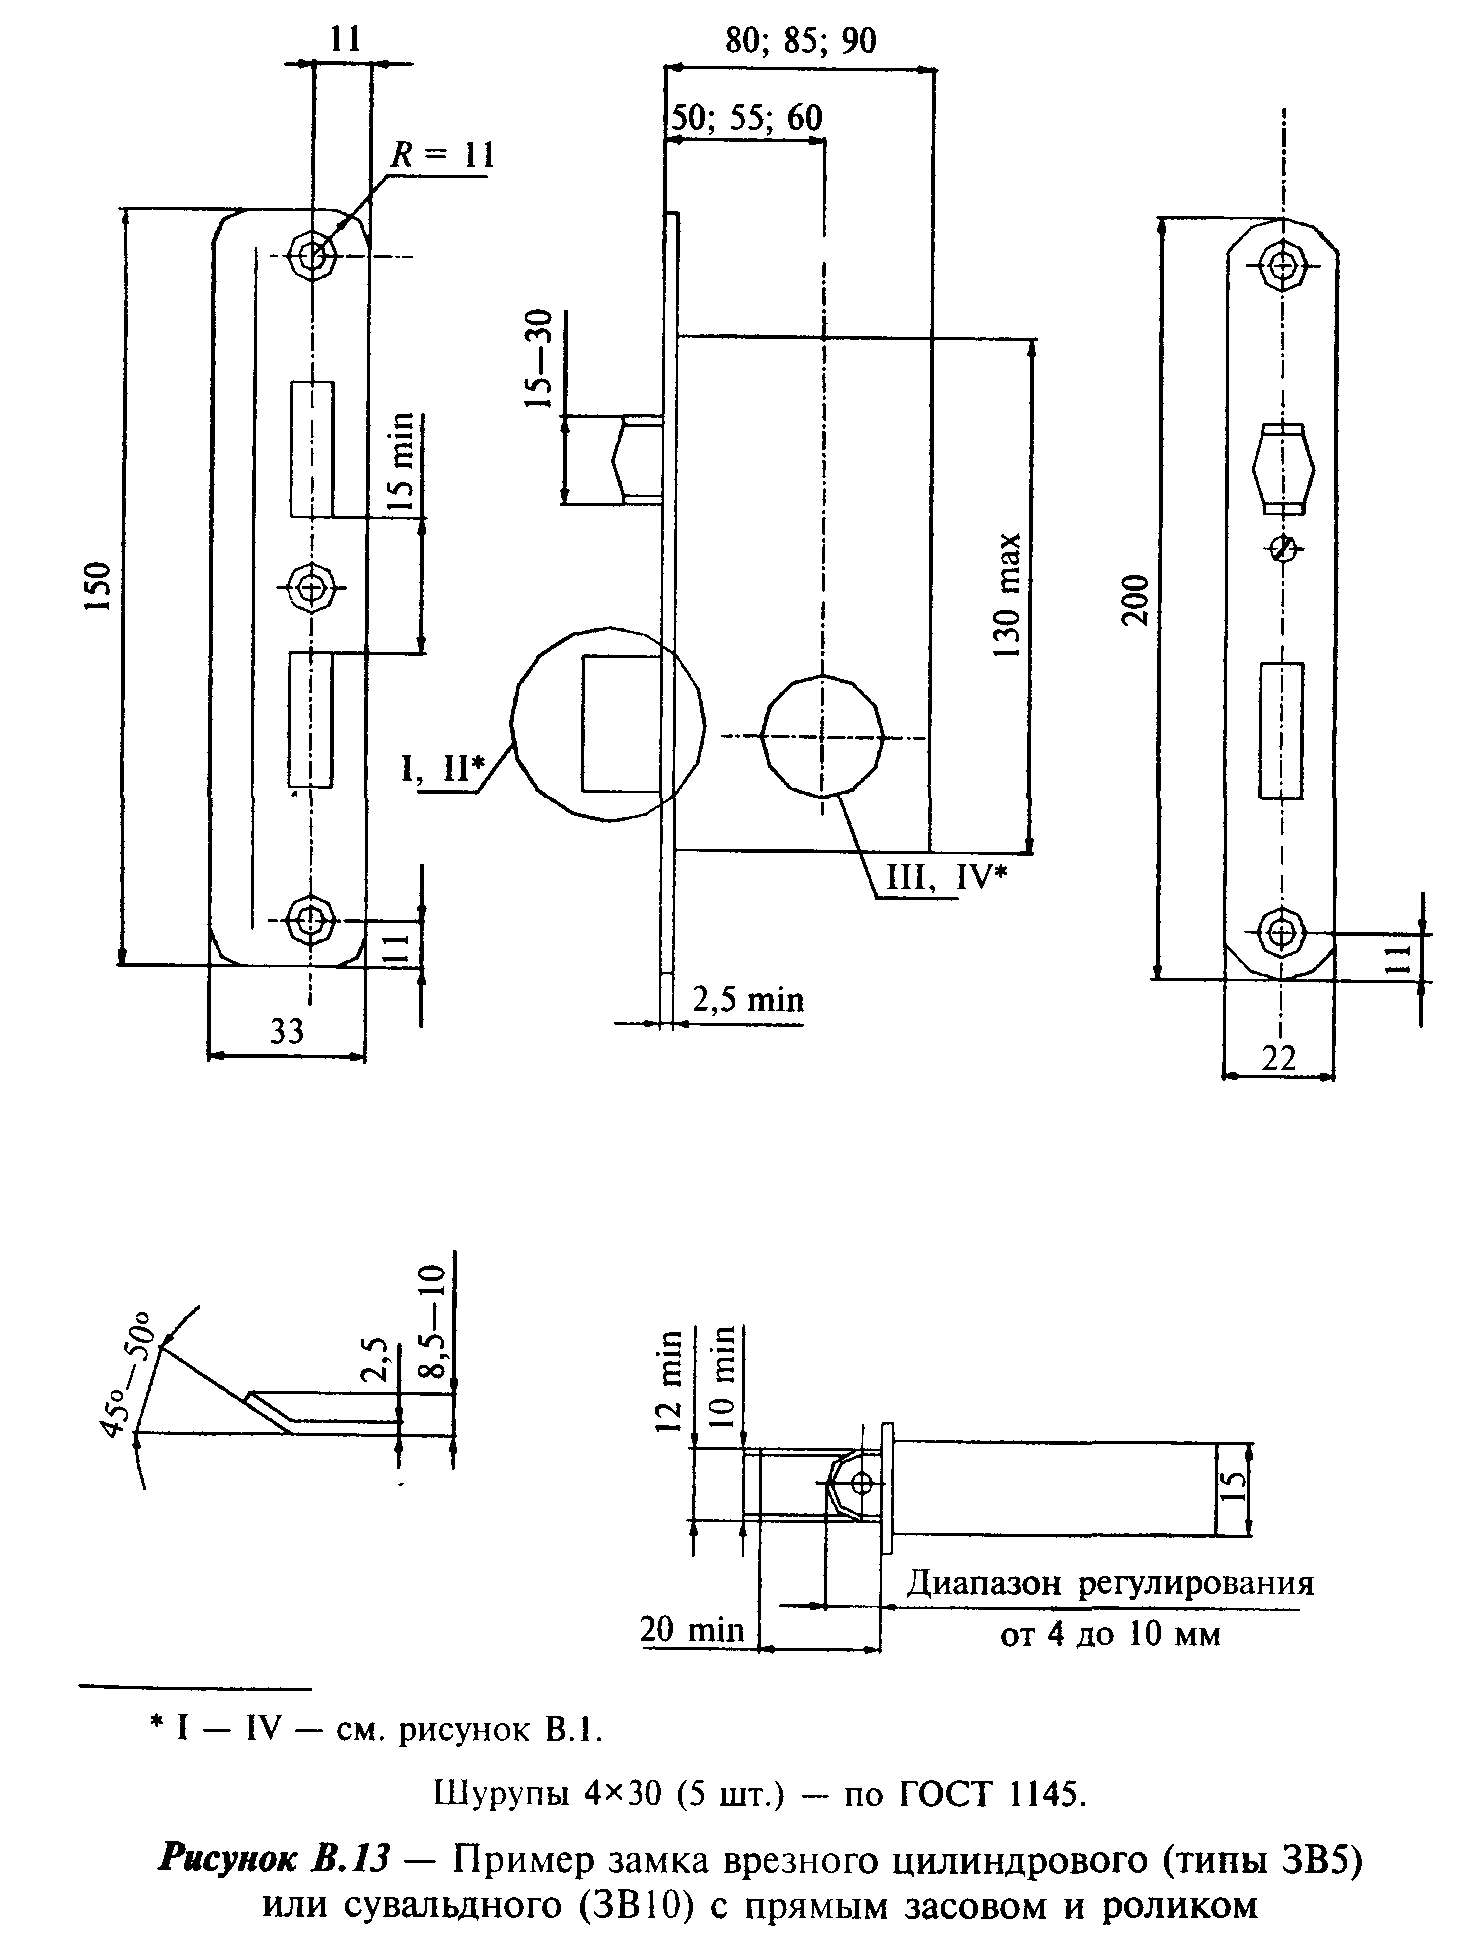 11
80; 85; 90
50; 55; 60
R = 11
15—30
15 min
150
130 max
200
I, II*
III, IV*
11
11
2,5 min
33
22
45°—50°
2,5
8,5—10
12 min
10 min
15
Диапазон регулирования
от 4 до 10 мм
20 min
* I — IV — см. рисунок В.1.
Шурупы 4×30 (5 шт.) — по ГОСТ 1145.
Рисунок В.13 — Пример замка врезного цилиндрового (типы ЗВ5)
или сувальдного (ЗВ10) с прямым засовом и роликом